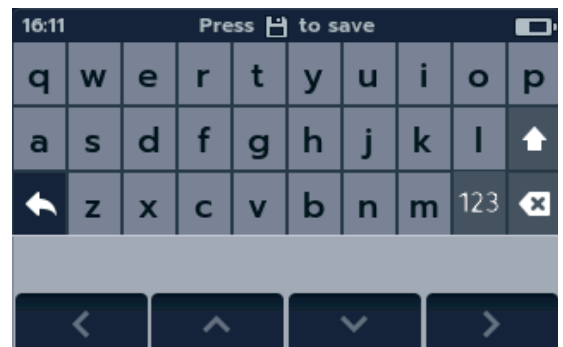 16:11 Press to save
q w e r t y u i o p
a s d f g h j k l
z x c v b n m 123